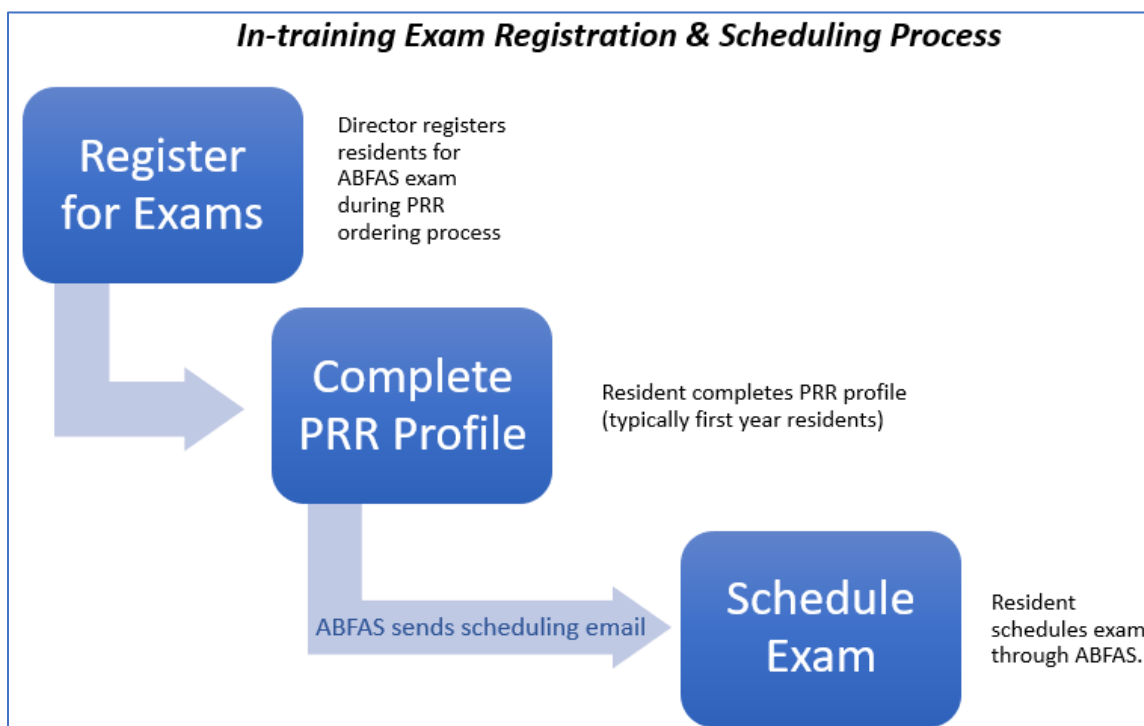 In-training Exam Registration & Scheduling Process
Register
for Exams
Director registers
residents for
ABFAS exam
during PRR
ordering process
Complete
PRR Profile
Resident completes PRR profile
(typically first year residents)
ABFAS sends scheduling email
Schedule
Exam
Resident
schedules exam
through ABFAS.